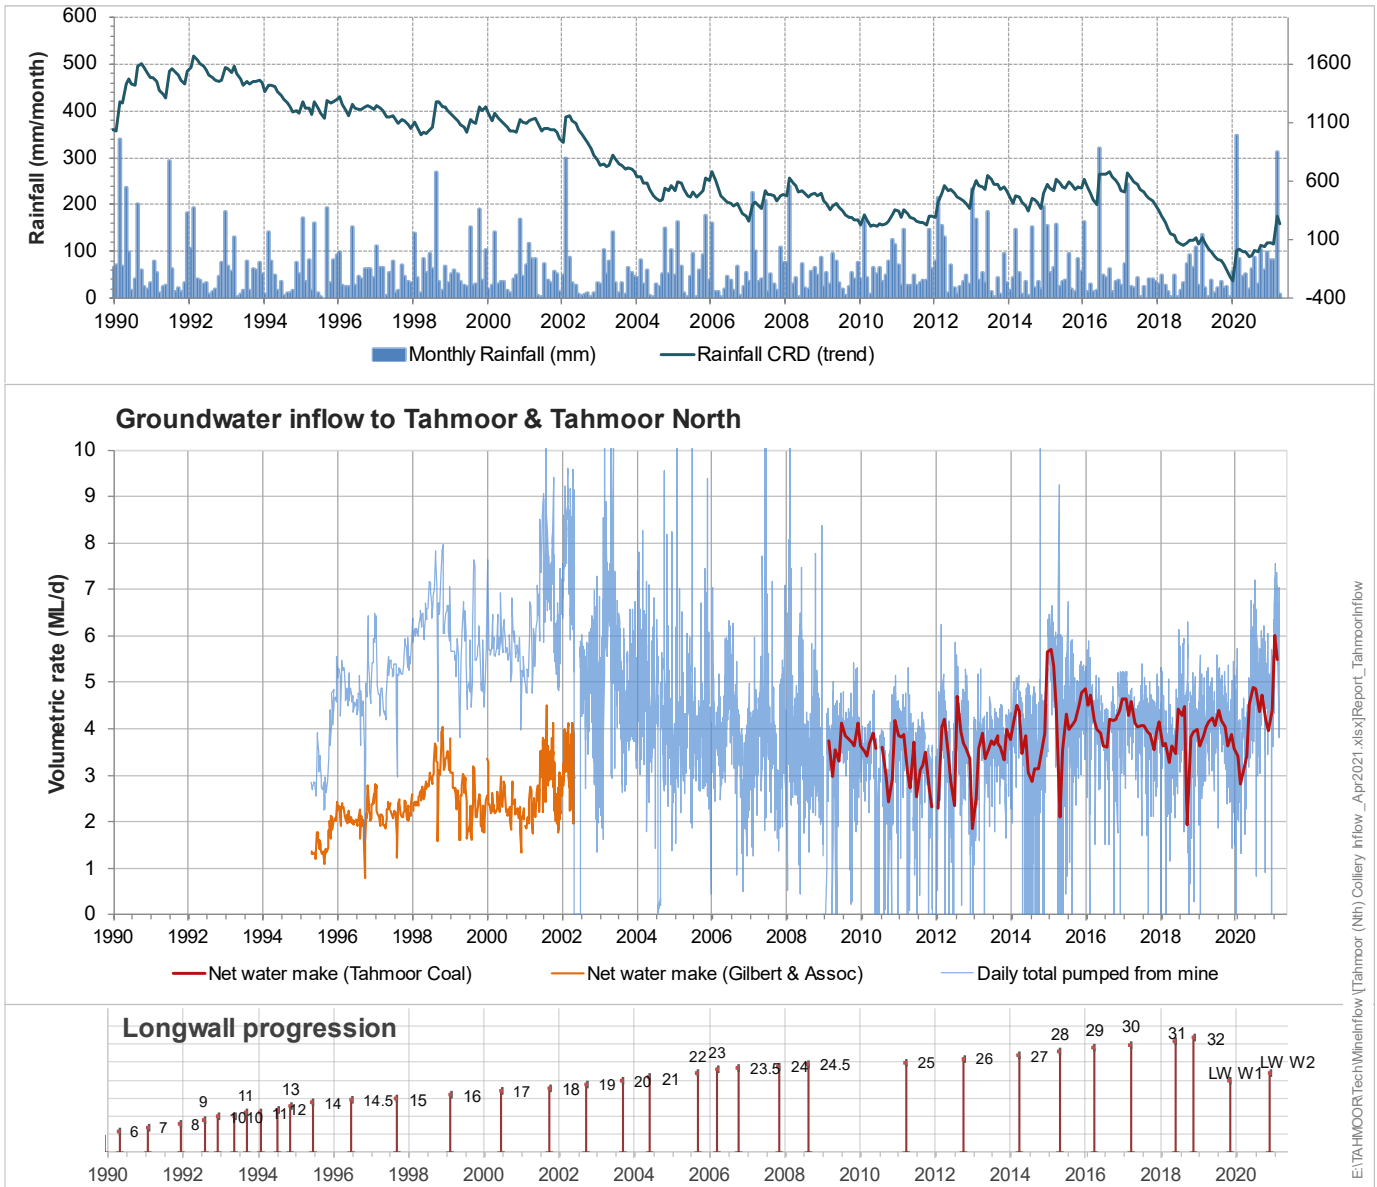 600
500
400
300
200
100
0
Rainfall (mm/month)
1600
1100
600
100
-400
1990 1992 1994 1996 1998 2000 2002 2004 2006 2008 2010 2012 2014 2016 2018 2020
Monthly Rainfall (mm) Rainfall CRD (trend)
Groundwater inflow to Tahmoor & Tahmoor North
10
9
8
7
6
5
4
3
2
1
0
Volumetric rate (ML/d)
1990 1992 1994 1996 1998 2000 2002 2004 2006 2008 2010 2012 2014 2016 2018 2020
Net water make (Tahmoor Coal) Net water make (Gilbert & Assoc) Daily total pumped from mine
Longwall progression
6 7 8 9 10 10 11 11 12 13 14 14.5 15 16 17 18 19 20 21 22 23 23.5 24 24.5 25 26 27 28 29 30 31 32 LW W1 LW W2
1990 1992 1994 1996 1998 2000 2002 2004 2006 2008 2010 2012 2014 2016 2018 2020
E:\TAHMOOR\Tech\MineInflow\[Tahmoor (Nth) Colliery Inflow_Apr2021.xlsx]Report_TahmoorInflow